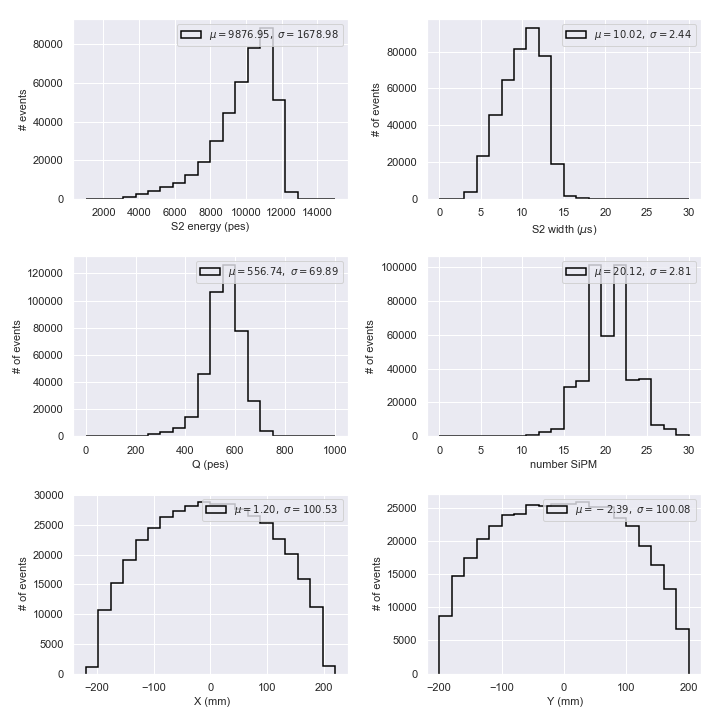 μ = 9876.95, σ = 1678.98
80000
60000
40000
20000
0
# events
2000 4000 6000 8000 10000 12000 14000
S2 energy (pes)
μ = 10.02, σ = 2.44
80000
60000
40000
20000
0
# of events
0 5 10 15 20 25 30
S2 width (μs)
μ = 556.74, σ = 69.89
120000
100000
80000
60000
40000
20000
0
# of events
0 200 400 600 800 1000
Q (pes)
μ = 20.12, σ = 2.81
100000
80000
60000
40000
20000
0
# of events
0 5 10 15 20 25 30
number SiPM
μ = 1.20, σ = 100.53
30000
25000
20000
15000
10000
5000
0
# of events
−200 −100 0 100 200
X (mm)
μ = −2.39, σ = 100.08
25000
20000
15000
10000
5000
0
# of events
−200 −100 0 100 200
Y (mm)